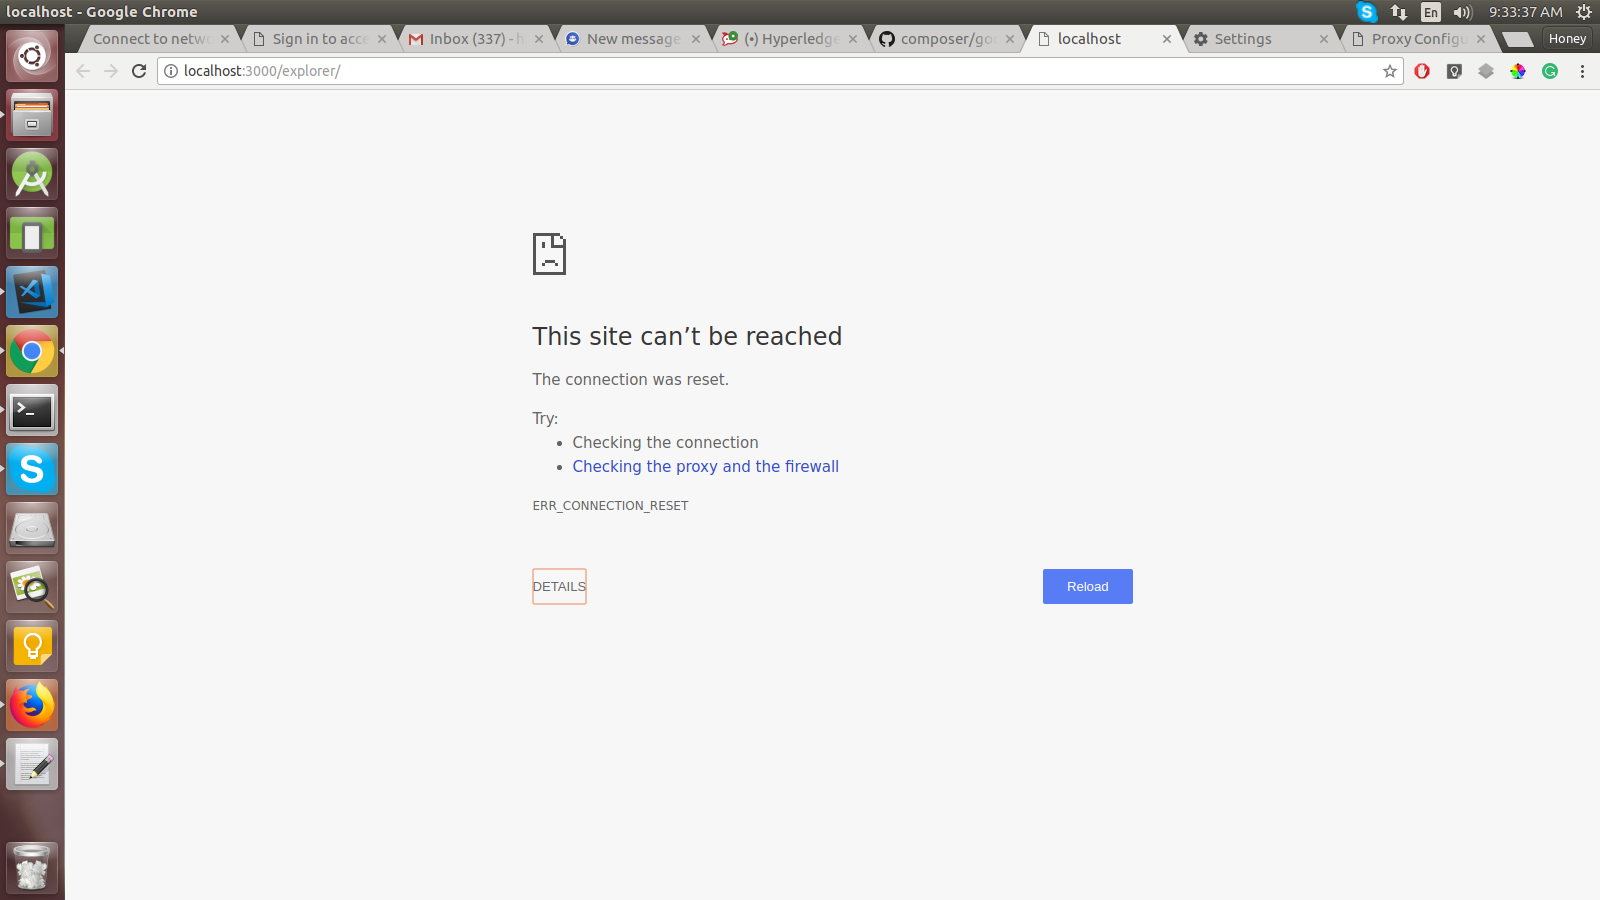 localhost - Google Chrome
En
9:33:37 AM
Connect to netw
Sign in to acce
Inbox (337) - h
New message
(•) Hyperledge
composer/go
localhost
Settings
Proxy Configu
Honey
localhost:3000/explorer/
This site can’t be reached
The connection was reset.
Try:
• Checking the connection
• Checking the proxy and the firewall
ERR_CONNECTION_RESET
DETAILS
Reload